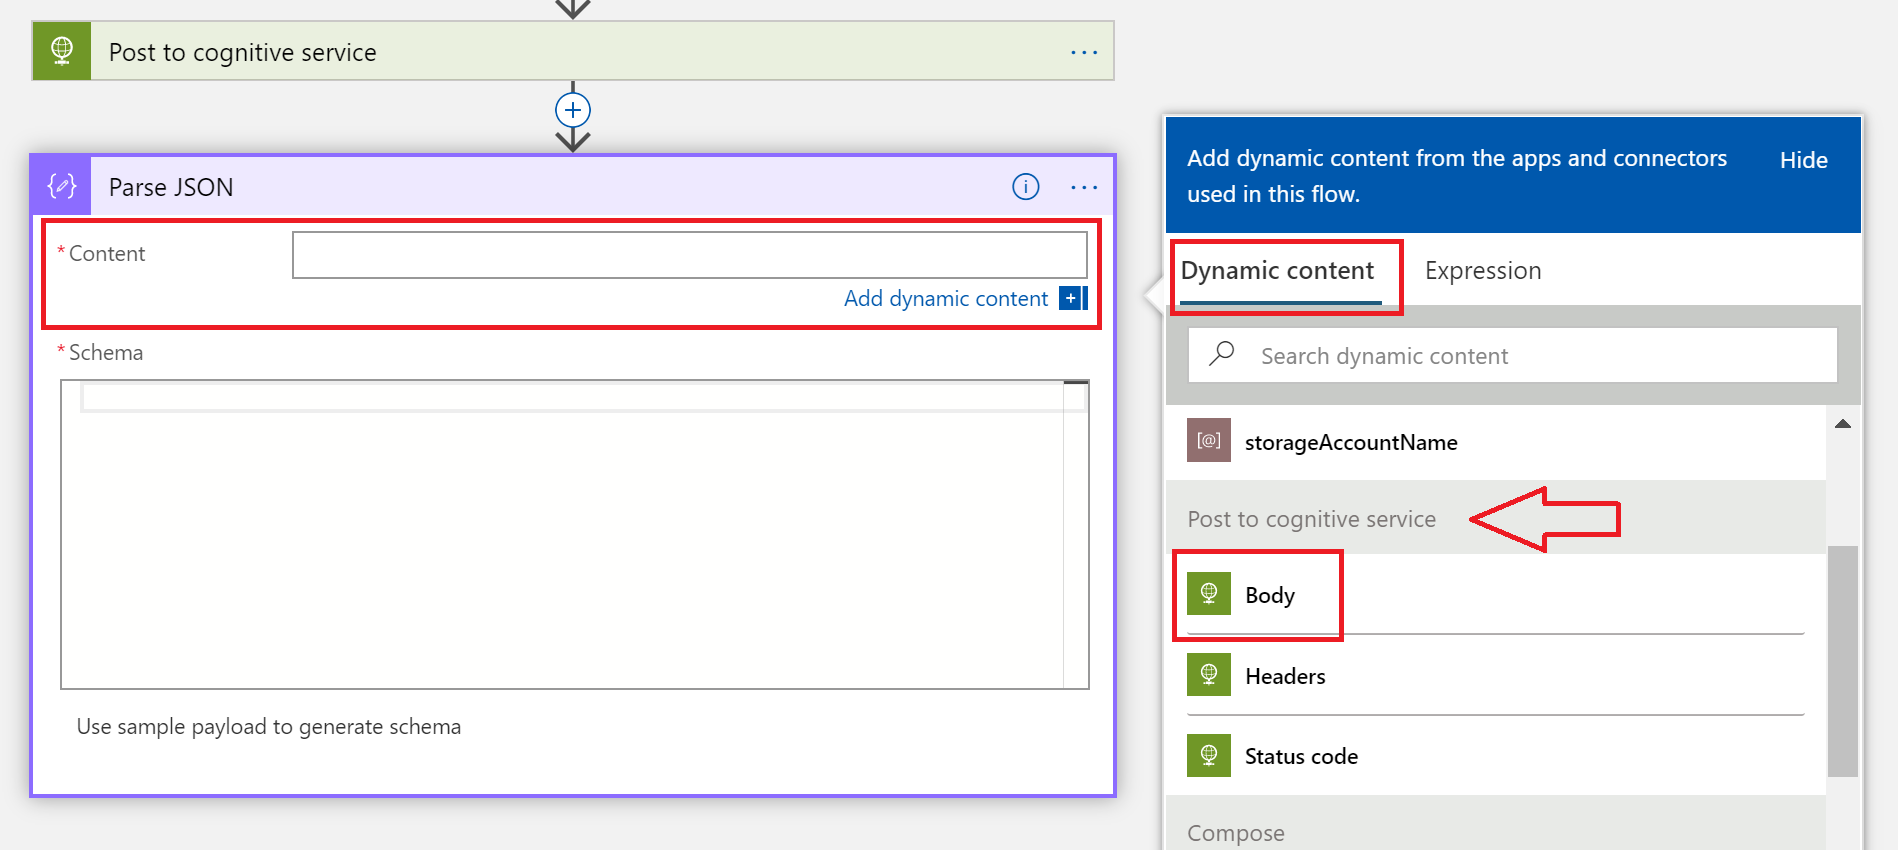 Post to cognitive service
Parse JSON
* Content
Add dynamic content
* Schema
Use sample payload to generate schema
Add dynamic content from the apps and connectors
used in this flow.
Hide
Dynamic content
Expression
Search dynamic content
[@] storageAccountName
Post to cognitive service
Body
Headers
Status code
Compose